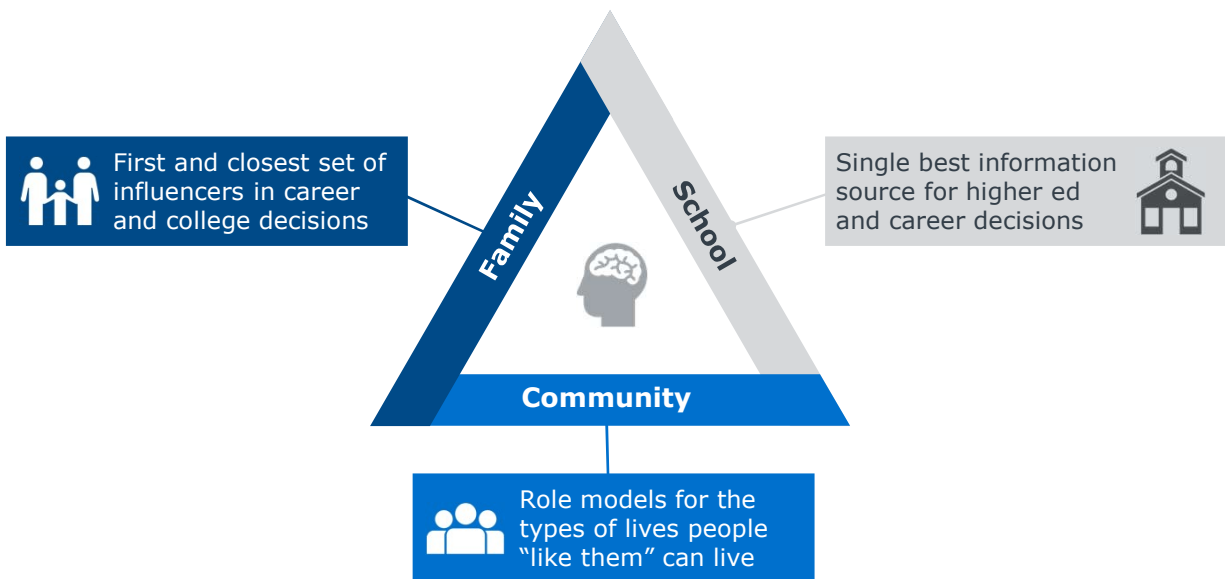 First and closest set of
influencers in career
and college decisions
Family
School
Single best information
source for higher ed
and career decisions
Community
Role models for the
types of lives people
“like them” can live